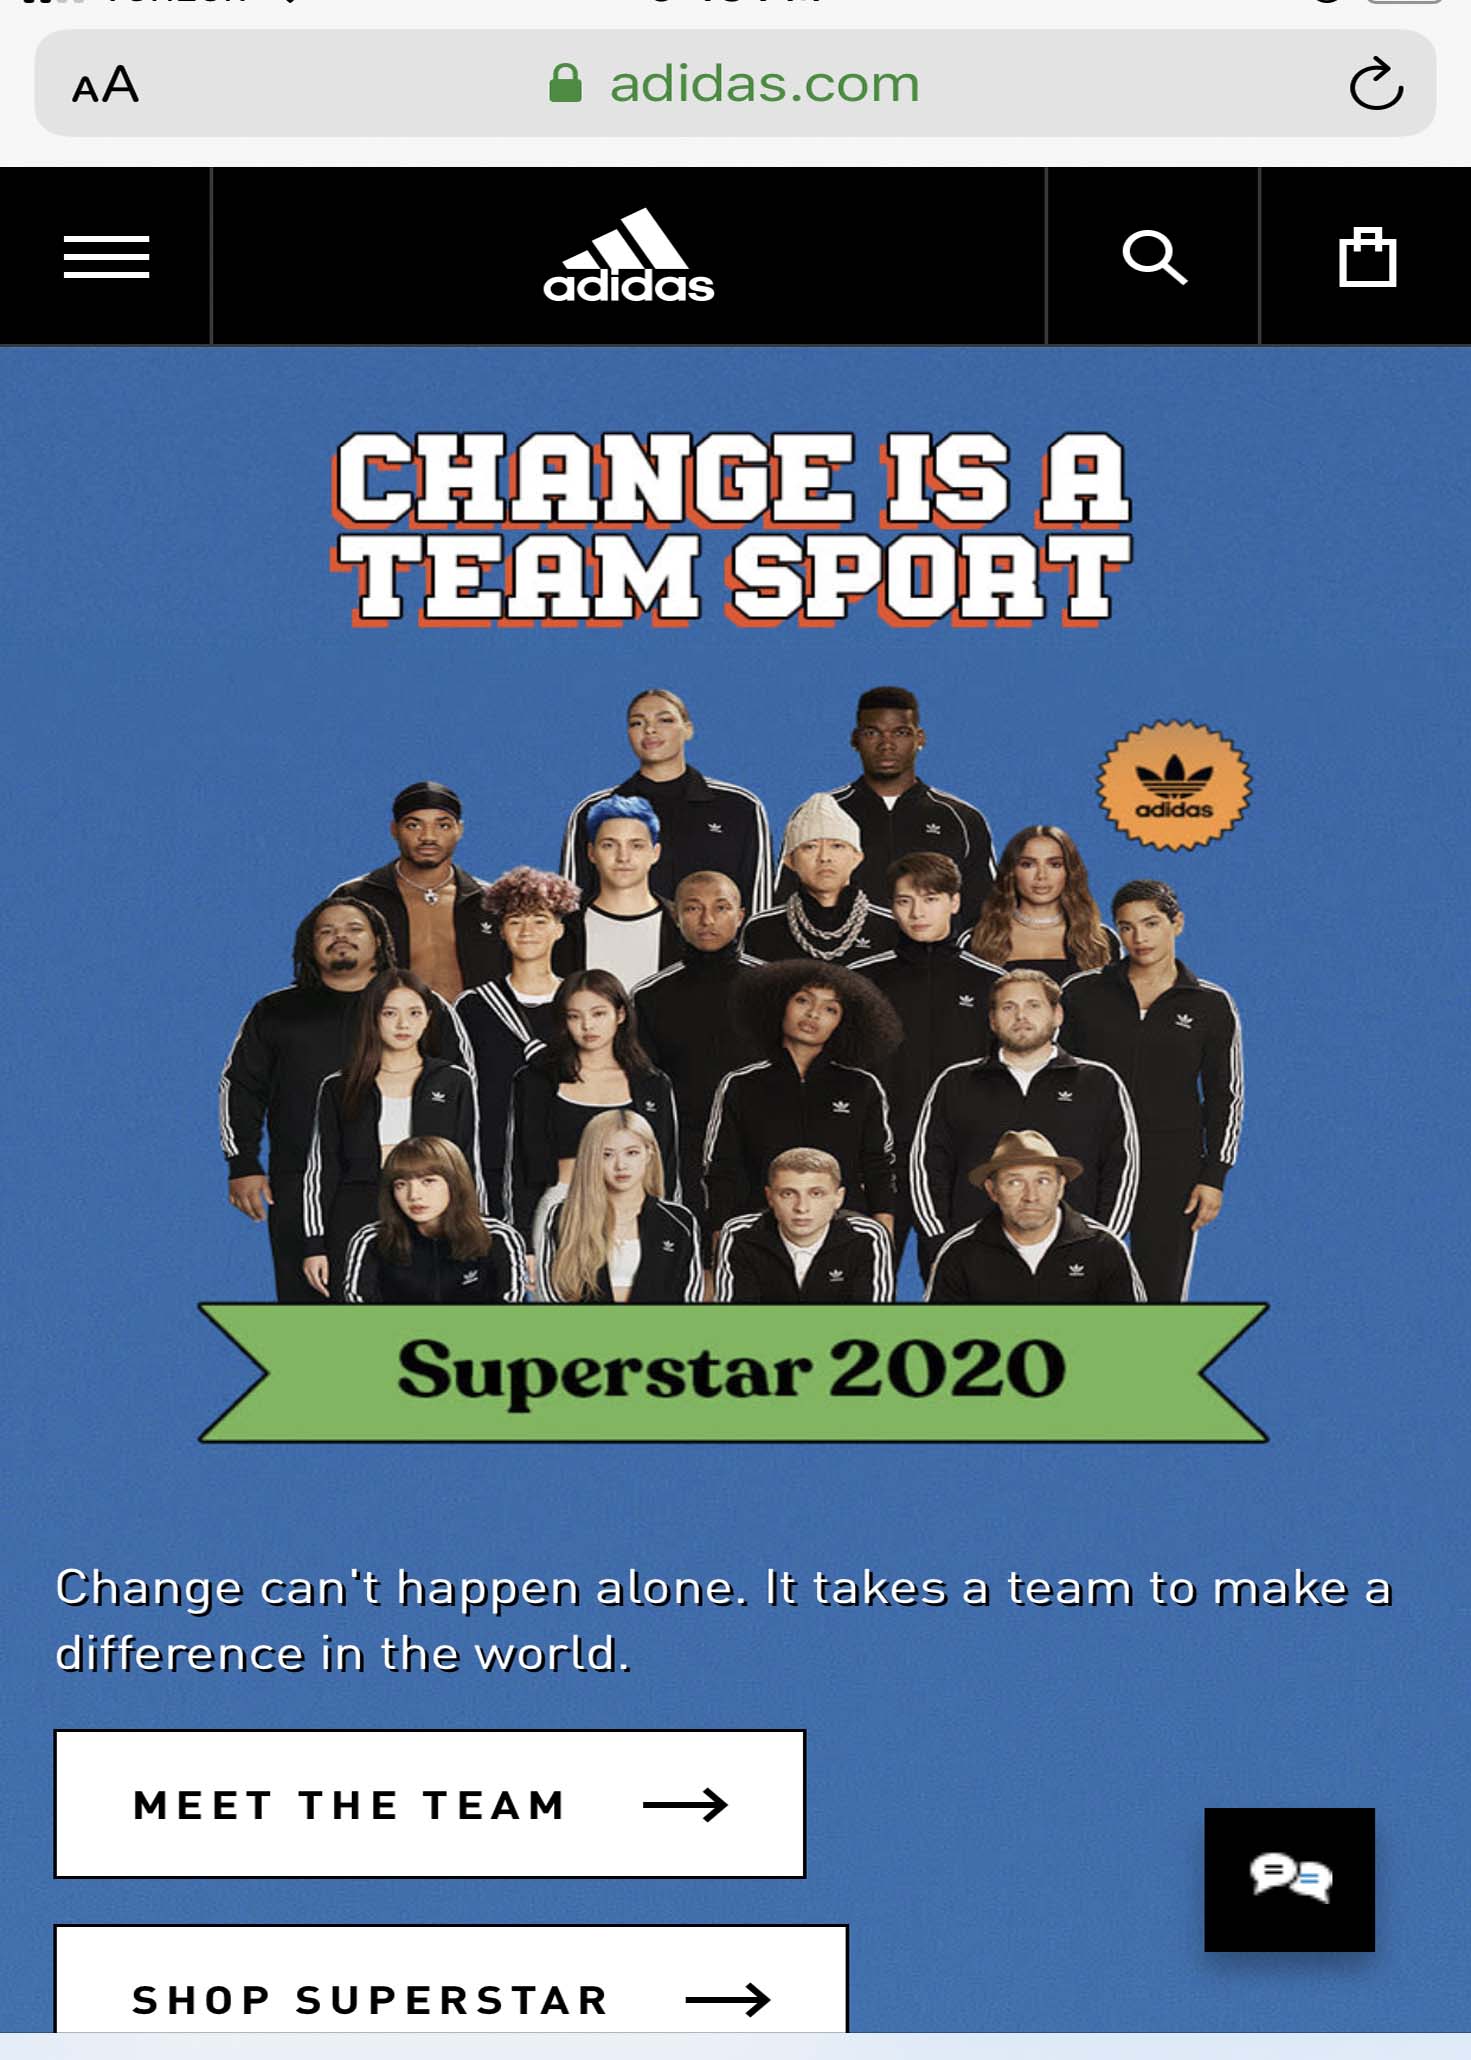 AA
adidas.com
adidas
CHANGE IS A
TEAM SPORT
adidas
Superstar 2020
Change can't happen alone. It takes a team to make a
difference in the world.
MEET THE TEAM
SHOP SUPERSTAR